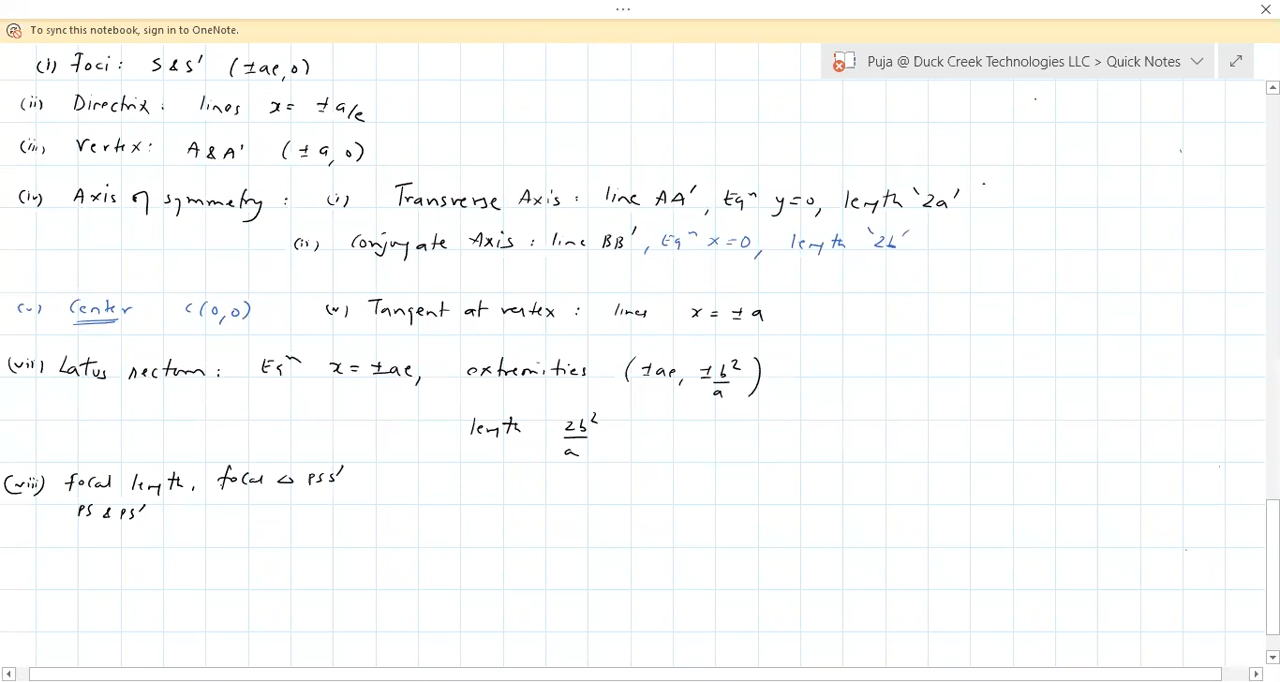 To sync this notebook, sign in to OneNote.
Puja @ Duck Creek Technologies LLC > Quick Notes
(i) Foci : S & S' (±ae, 0)
(ii) Directrix : lines x = ± a/e
(iii) Vertex : A & A' (± a, 0)
(iv) Axis of symmetry : (i) Transverse Axis : line AA', Eqⁿ y=0, length '2a'
(ii) Conjugate Axis : line BB', Eqⁿ x=0, length '2b'
(v) Center C(0,0) (v) Tangent at vertex : lines x = ± a
(vii) Latus rectum : Eqⁿ x = ±ae, extremities (±ae, ±b²/a)
length 2b²/a
(viii) focal length, focal △ PSS'
PS & PS'